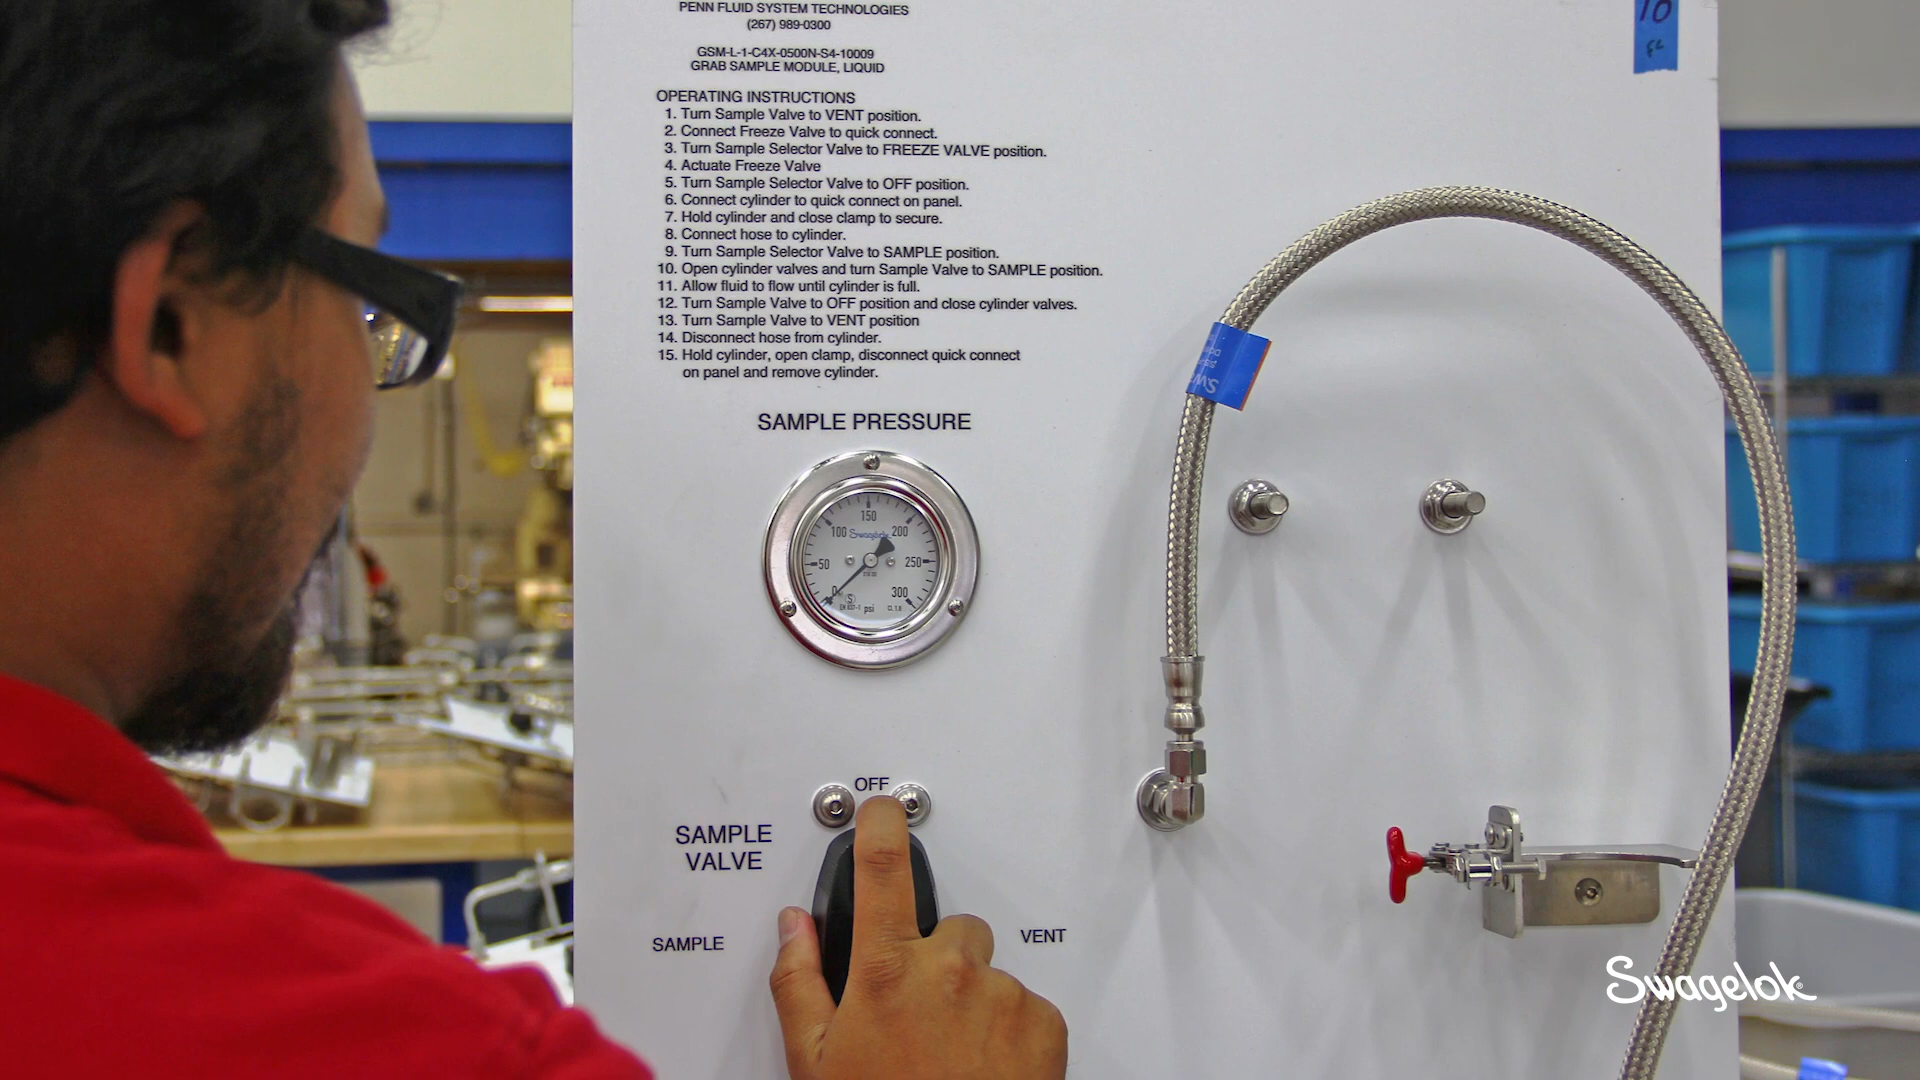 PENN FLUID SYSTEM TECHNOLOGIES
(267) 989-0300
GSM-L-1-C4X-0500N-S4-10009
GRAB SAMPLE MODULE, LIQUID
OPERATING INSTRUCTIONS
1. Turn Sample Valve to VENT position.
2. Connect Freeze Valve to quick connect.
3. Turn Sample Selector Valve to FREEZE VALVE position.
4. Actuate Freeze Valve
5. Turn Sample Selector Valve to OFF position.
6. Connect cylinder to quick connect on panel.
7. Hold cylinder and close clamp to secure.
8. Connect hose to cylinder.
9. Turn Sample Selector Valve to SAMPLE position.
10. Open cylinder valves and turn Sample Valve to SAMPLE position.
11. Allow fluid to flow until cylinder is full.
12. Turn Sample Valve to OFF position and close cylinder valves.
13. Turn Sample Valve to VENT position
14. Disconnect hose from cylinder.
15. Hold cylinder, open clamp, disconnect quick connect
on panel and remove cylinder.
10
SAMPLE PRESSURE
150
100 Swagelok 200
50 250
0 300
psi
OFF
SAMPLE
VALVE
SAMPLE
VENT
Swagelok